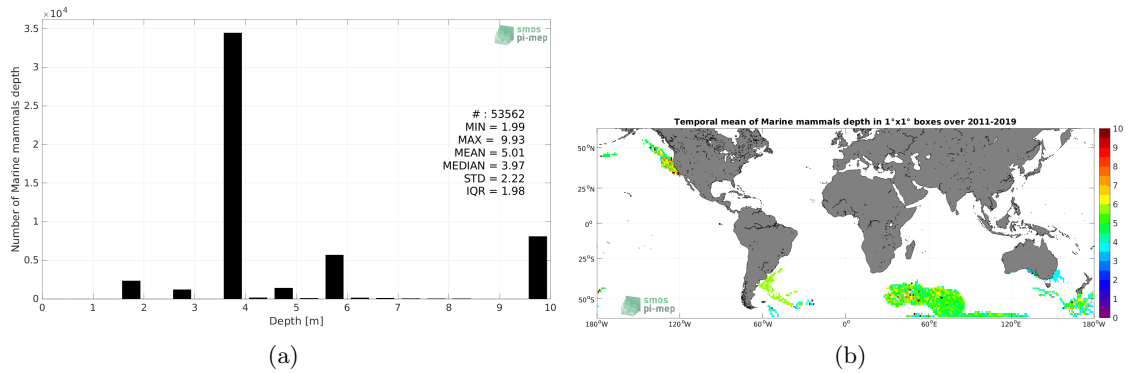 ×10⁴
3.5
3
2.5
2
1.5
1
0.5
0
Number of Marine mammals depth
smos
pi-mep
# : 53562
MIN = 1.99
MAX = 9.93
MEAN = 5.01
MEDIAN = 3.97
STD = 2.22
IQR = 1.98
0 1 2 3 4 5 6 7 8 9 10
Depth [m]
(a)
Temporal mean of Marine mammals depth in 1°x1° boxes over 2011-2019
50°N
25°N
0°
25°S
50°S
smos
pi-mep
180°W 120°W 60°W 0° 60°E 120°E 180°W
10
9
8
7
6
5
4
3
2
1
0
(b)